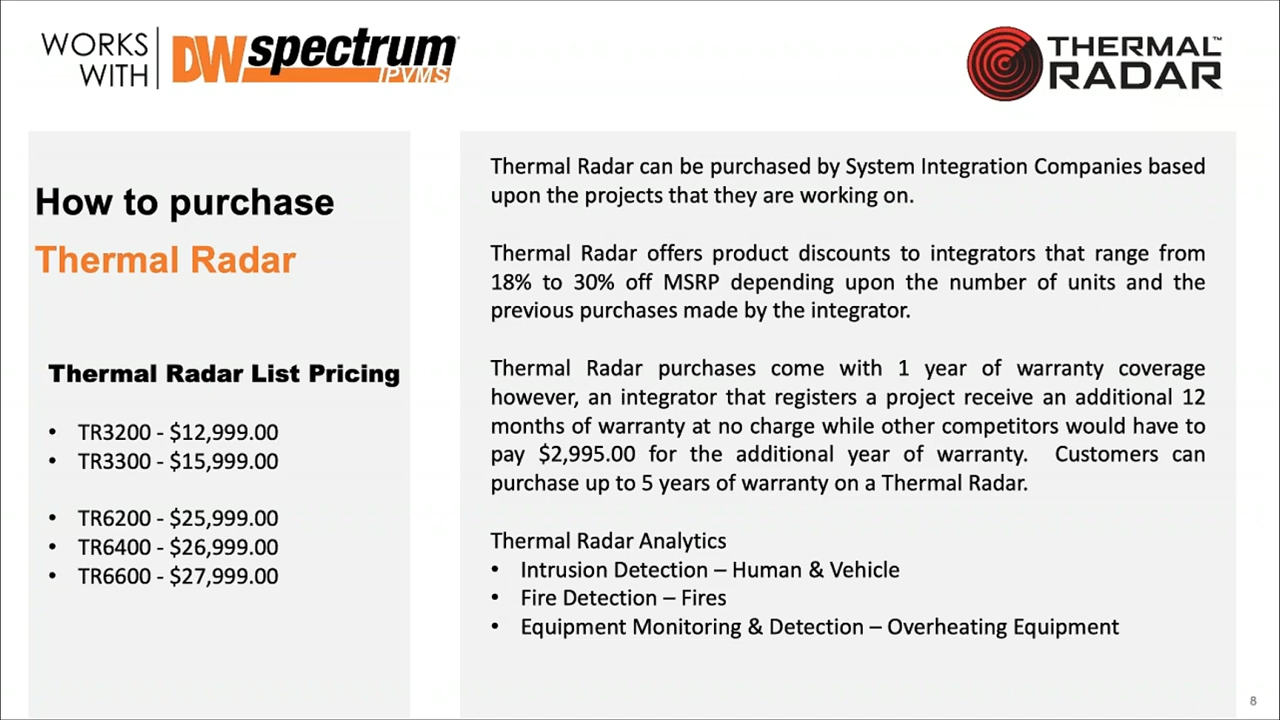 WORKS
WITH
DWspectrum
IPVMS
THERMAL™
RADAR
How to purchase
Thermal Radar
Thermal Radar List Pricing
• TR3200 - $12,999.00
• TR3300 - $15,999.00
• TR6200 - $25,999.00
• TR6400 - $26,999.00
• TR6600 - $27,999.00
Thermal Radar can be purchased by System Integration Companies based
upon the projects that they are working on.
Thermal Radar offers product discounts to integrators that range from
18% to 30% off MSRP depending upon the number of units and the
previous purchases made by the integrator.
Thermal Radar purchases come with 1 year of warranty coverage
however, an integrator that registers a project receive an additional 12
months of warranty at no charge while other competitors would have to
pay $2,995.00 for the additional year of warranty.  Customers can
purchase up to 5 years of warranty on a Thermal Radar.
Thermal Radar Analytics
• Intrusion Detection – Human & Vehicle
• Fire Detection – Fires
• Equipment Monitoring & Detection – Overheating Equipment
8